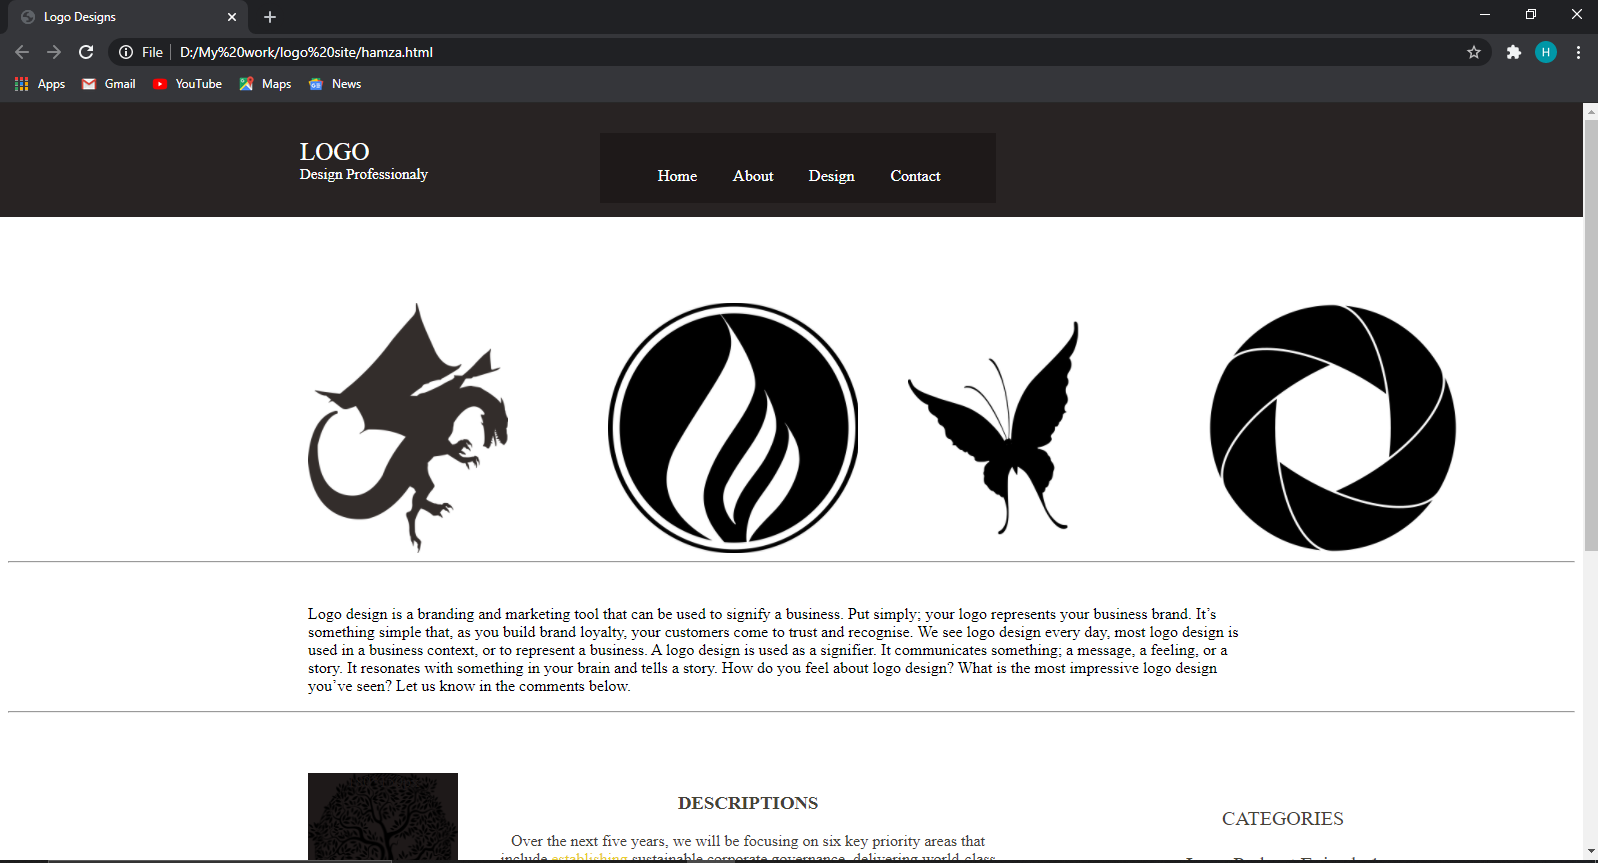 Logo Designs
File
D:/My%20work/logo%20site/hamza.html
H
Apps
Gmail
YouTube
Maps
News
LOGO
Design Professionaly
Home
About
Design
Contact
Logo design is a branding and marketing tool that can be used to signify a business. Put simply; your logo represents your business brand. It’s
something simple that, as you build brand loyalty, your customers come to trust and recognise. We see logo design every day, most logo design is
used in a business context, or to represent a business. A logo design is used as a signifier. It communicates something; a message, a feeling, or a
story. It resonates with something in your brain and tells a story. How do you feel about logo design? What is the most impressive logo design
you’ve seen? Let us know in the comments below.
DESCRIPTIONS
Over the next five years, we will be focusing on six key priority areas that
include establishing sustainable corporate governance, delivering world-class
CATEGORIES